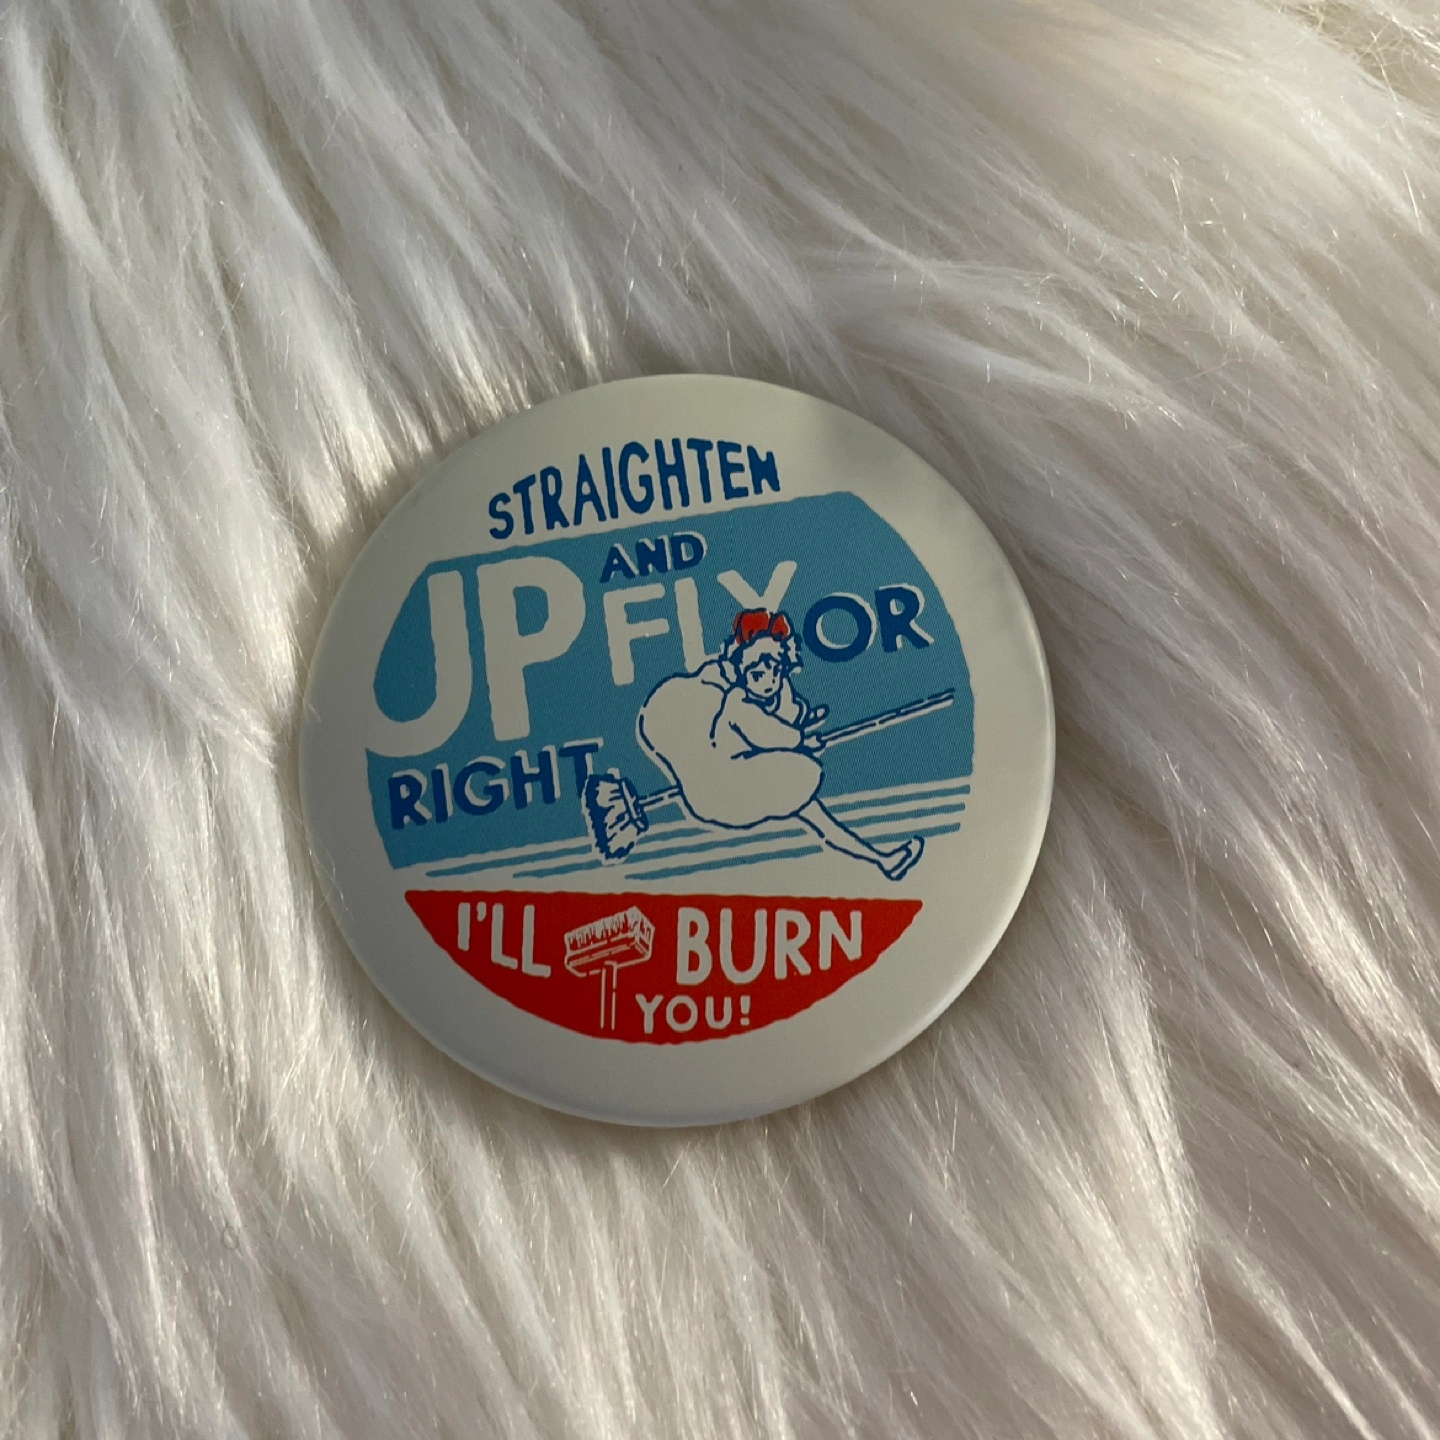 STRAIGHTEN
UP AND
FLY OR
RIGHT
I'LL BURN
YOU!